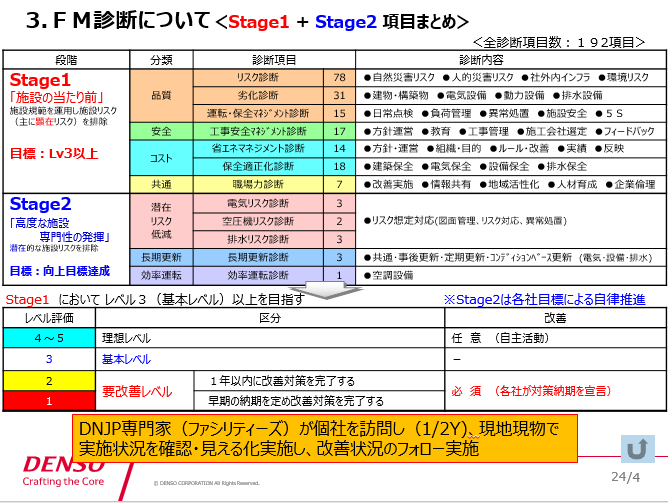 ３.ＦＭ診断について <Stage1 + Stage2 項目まとめ>
<全診断項目数：１９２項目>
段階 分類 診断項目 診断内容
Stage1
「施設の当たり前」
施設規範を運用し施設リスク
（主に顕在リスク）を排除
目標：Lv3以上
品質 リスク診断 78 ●自然災害リスク ●人的災害リスク ●社外内インフラ ●環境リスク
劣化診断 31 ●建物・構築物 ●電気設備 ●動力設備 ●排水設備
運転・保全ﾏﾈｼﾞﾒﾝﾄ診断 15 ●日常点検 ●負荷管理 ●異常処置 ●施設安全 ●５Ｓ
安全 工事安全ﾏﾈｼﾞﾒﾝﾄ診断 17 ●方針・運営 ●教育 ●工事管理 ●施工会社選定 ●フィードバック
コスト 省エネマネジメント診断 14 ●方針・運営 ●組織・目的 ●ルール・改善 ●実績 ●反映
保全適正化診断 18 ●建築保全 ●電気保全 ●設備保全 ●排水保全
共通 職場力診断 7 ●改善実施 ●情報共有 ●地域活性化 ●人材育成 ●企業倫理
Stage2
「高度な施設
専門性の発揮」
潜在的な施設リスクを排除
目標：向上目標達成
潜在
リスク
低減
電気リスク診断 3
空圧機リスク診断 2 ●リスク想定対応(図面管理、リスク対応、異常処置)
排水リスク診断 3
長期更新 長期更新診断 3 ●共通・事後更新・定期更新・ｺﾝﾃﾞｨｼｮﾝﾍﾞｰｽ更新 (電気・設備・排水)
効率運転 効率運転診断 1 ●空調設備
Stage1 において レベル３（基本レベル）以上を目指す ※Stage2は各社目標による自律推進
レベル評価 区分 改善
４～５ 理想レベル 任 意 （自主活動）
3 基本レベル －
2 要改善レベル １年以内に改善対策を完了する 必 須 （各社が対策納期を宣言）
1 早期の納期を定め改善対策を完了する
DNJP専門家（ファシリティーズ）が個社を訪問し（1/2Y)、現地現物で
実施状況を確認・見える化実施し、改善状況のフォロー実施
DENSO
Crafting the Core
© DENSO CORPORATION All Rights Reserved.
24/4